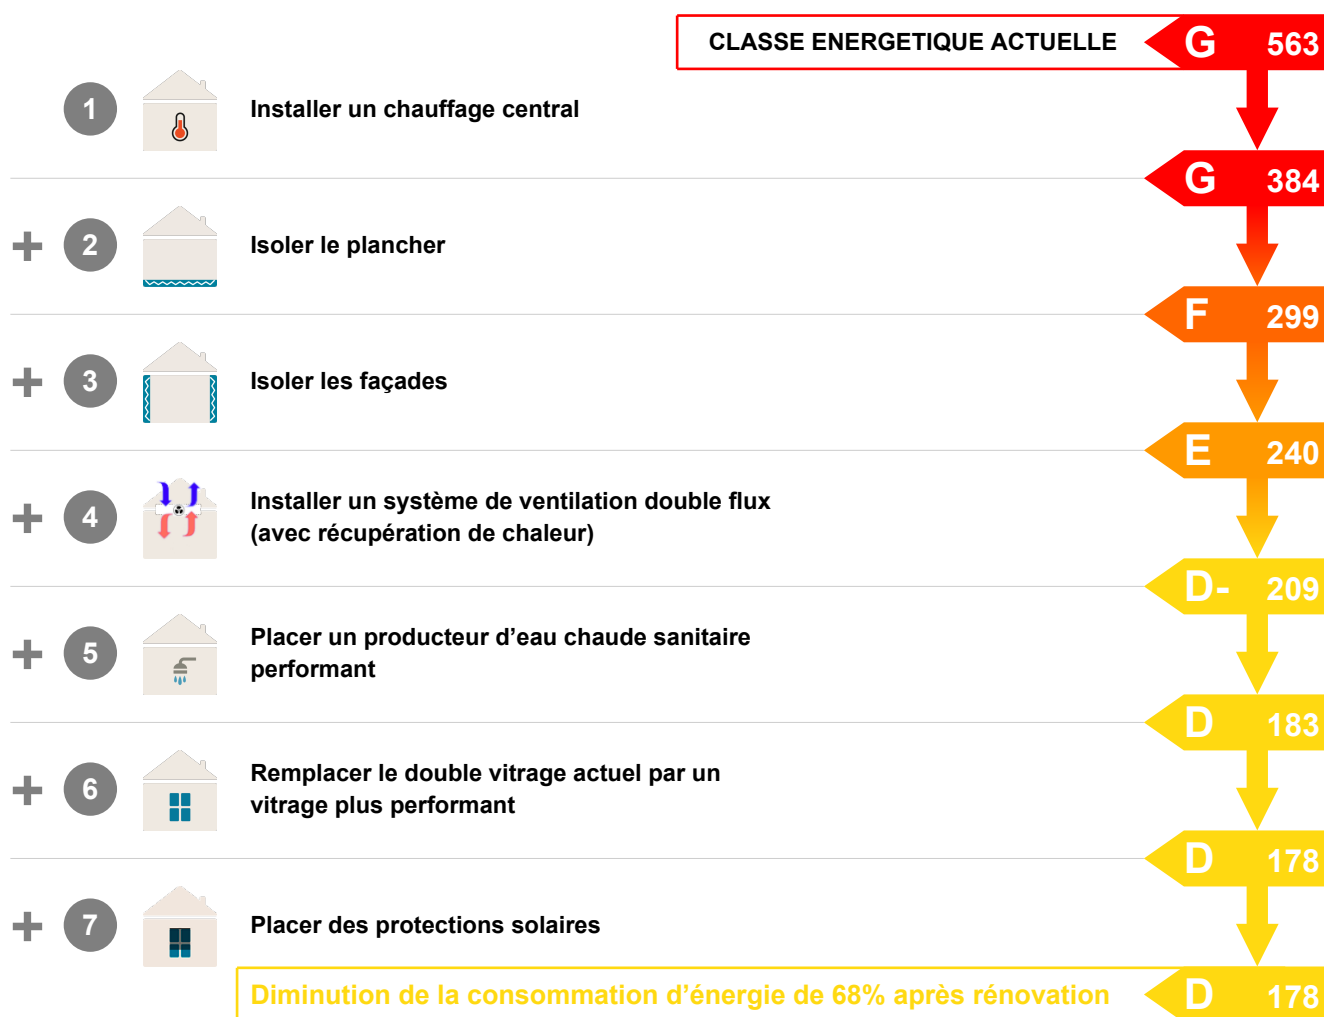 CLASSE ENERGETIQUE ACTUELLE G 563
1 Installer un chauffage central
G 384
+ 2 Isoler le plancher
F 299
+ 3 Isoler les façades
E 240
+ 4 Installer un système de ventilation double flux
(avec récupération de chaleur)
D- 209
+ 5 Placer un producteur d’eau chaude sanitaire
performant
D 183
+ 6 Remplacer le double vitrage actuel par un
vitrage plus performant
D 178
+ 7 Placer des protections solaires
Diminution de la consommation d’énergie de 68% après rénovation D 178